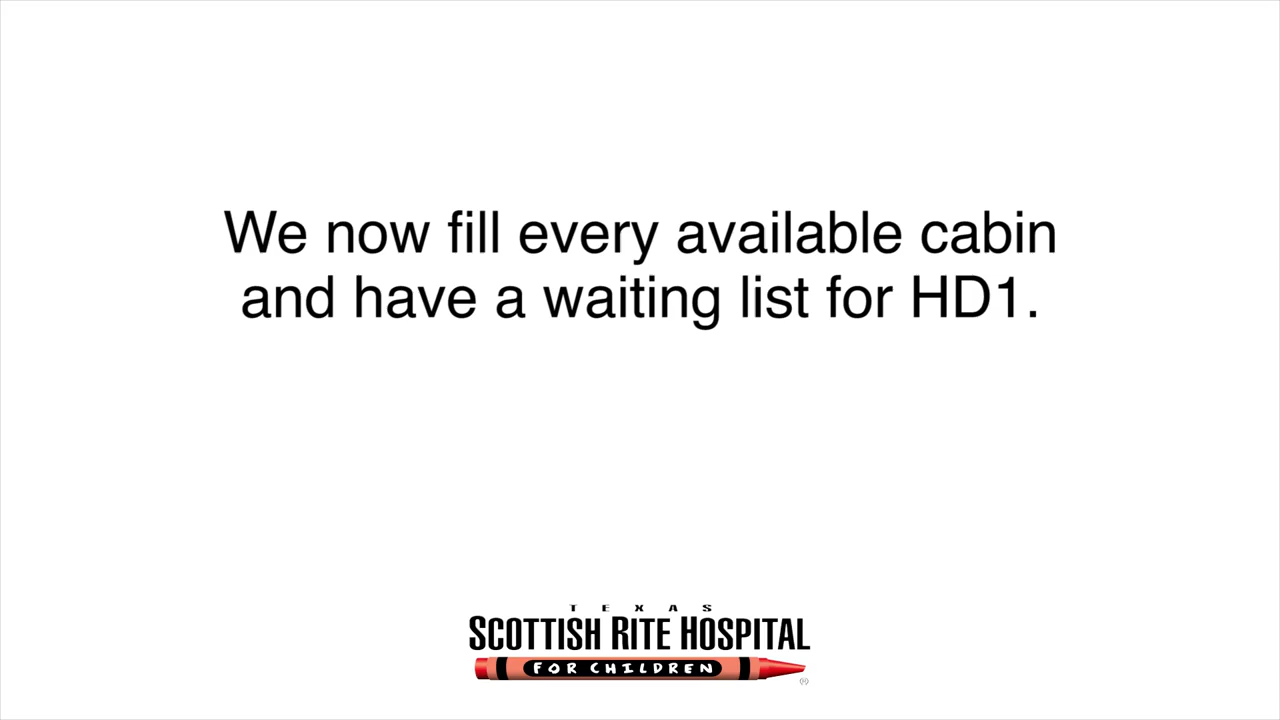 We now fill every available cabin
and have a waiting list for HD1.
TEXAS
SCOTTISH RITE HOSPITAL
FOR CHILDREN